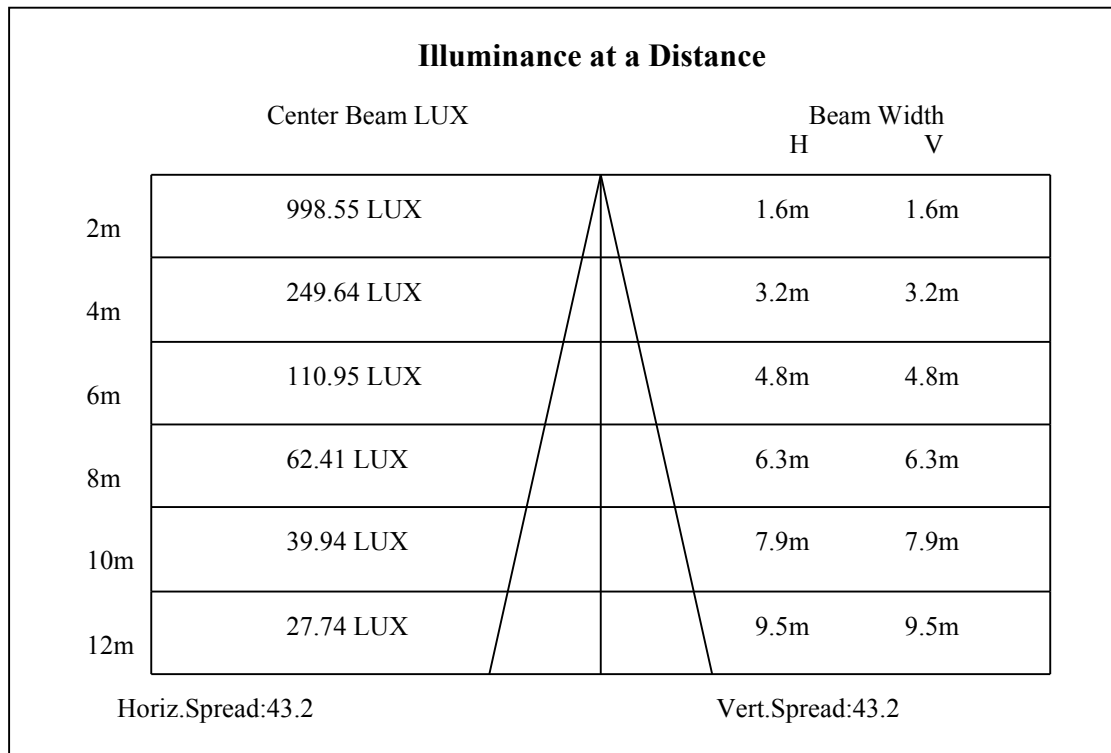 Illuminance at a Distance
Center Beam LUX Beam Width
H V
2m 998.55 LUX 1.6m 1.6m
4m 249.64 LUX 3.2m 3.2m
6m 110.95 LUX 4.8m 4.8m
8m 62.41 LUX 6.3m 6.3m
10m 39.94 LUX 7.9m 7.9m
12m 27.74 LUX 9.5m 9.5m
Horiz.Spread:43.2 Vert.Spread:43.2